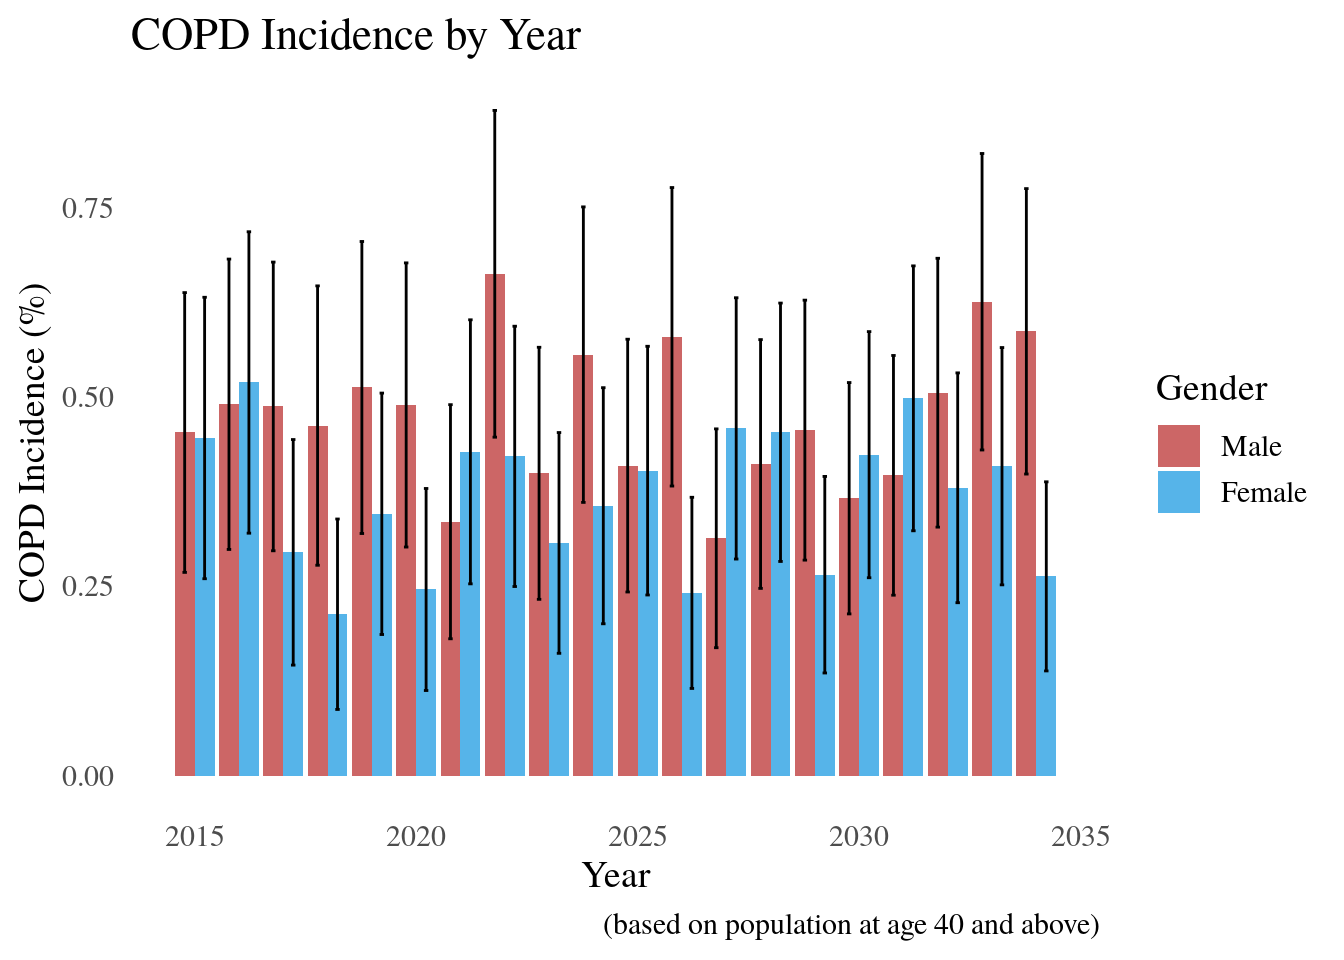 COPD Incidence by Year
COPD Incidence (%)
0.75
0.50
0.25
0.00
2015 2020 2025 2030 2035
Year
(based on population at age 40 and above)
Gender
Male
Female